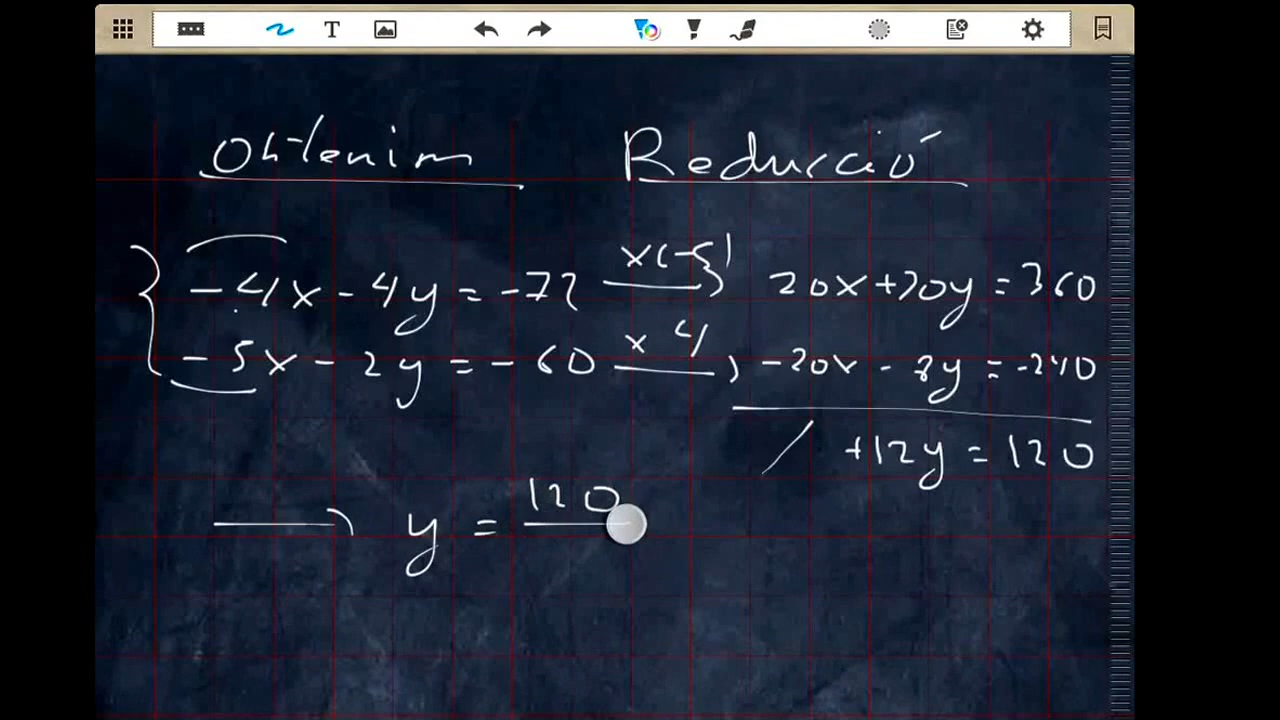 Obtenim Reducció
-4x - 4y = -72 x(-5) 20x + 20y = 360
-5x - 2y = -60 x 4 -20x - 8y = -240
/ +12y = 120
y = 120